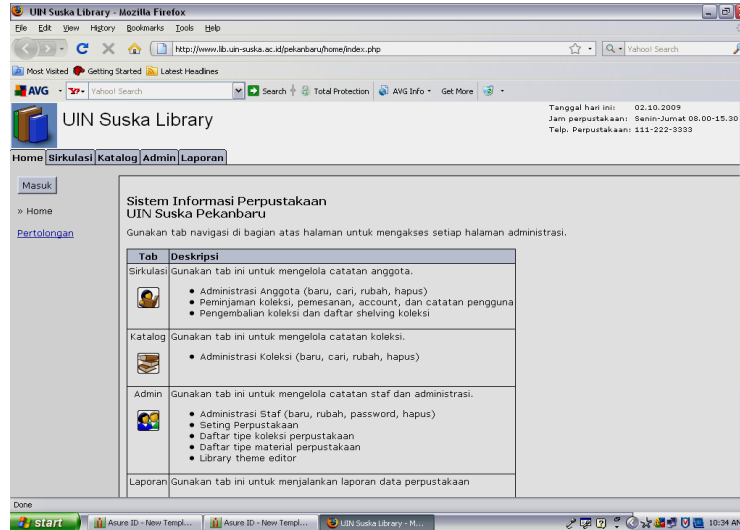 UIN Suska Library - Mozilla Firefox
File Edit View History Bookmarks Tools Help
http://www.lib.uin-suska.ac.id/pekanbaru/home/index.php
Yahoo! Search
Most Visited Getting Started Latest Headlines
AVG Yahoo! Search Search Total Protection AVG Info Get More
UIN Suska Library
Tanggal hari ini: 02.10.2009
Jam perpustakaan: Senin-Jumat 08.00-15.30
Telp. Perpustakaan: 111-222-3333
Home Sirkulasi Katalog Admin Laporan
Masuk
» Home
Pertolongan
Sistem Informasi Perpustakaan
UIN Suska Pekanbaru
Gunakan tab navigasi di bagian atas halaman untuk mengakses setiap halaman administrasi.
Tab Deskripsi
Sirkulasi Gunakan tab ini untuk mengelola catatan anggota.
• Administrasi Anggota (baru, cari, rubah, hapus)
• Peminjaman koleksi, pemesanan, account, dan catatan pengguna
• Pengembalian koleksi dan daftar shelving koleksi
Katalog Gunakan tab ini untuk mengelola catatan koleksi.
• Administrasi Koleksi (baru, cari, rubah, hapus)
Admin Gunakan tab ini untuk mengelola catatan staf dan administrasi.
• Administrasi Staf (baru, rubah, password, hapus)
• Seting Perpustakaan
• Daftar tipe koleksi perpustakaan
• Daftar tipe material perpustakaan
• Library theme editor
Laporan Gunakan tab ini untuk menjalankan laporan data perpustakaan
Done
start Asure ID - New Templ... Asure ID - New Templ... UIN Suska Library - M... 10:34 AM